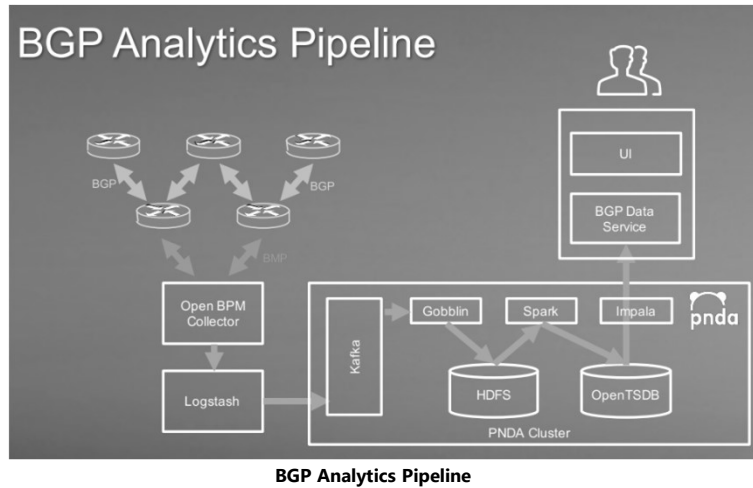 BGP Analytics Pipeline
BGP
BGP
BMP
UI
BGP Data
Service
Open BPM
Collector
Logstash
Kafka
Gobblin
Spark
Impala
pnda
HDFS
OpenTSDB
PNDA Cluster
BGP Analytics Pipeline